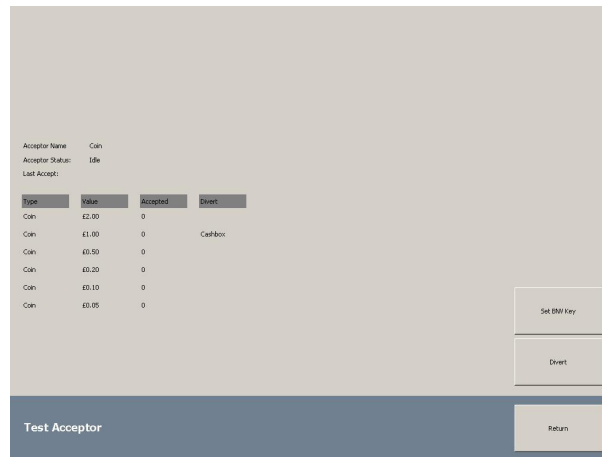 Acceptor Name Coin
Acceptor Status: Idle
Last Accept:
Type Value Accepted Divert
Coin £2.00 0
Coin £1.00 0 Cashbox
Coin £0.50 0
Coin £0.20 0
Coin £0.10 0
Coin £0.05 0
Set BNV Key
Divert
Test Acceptor
Return